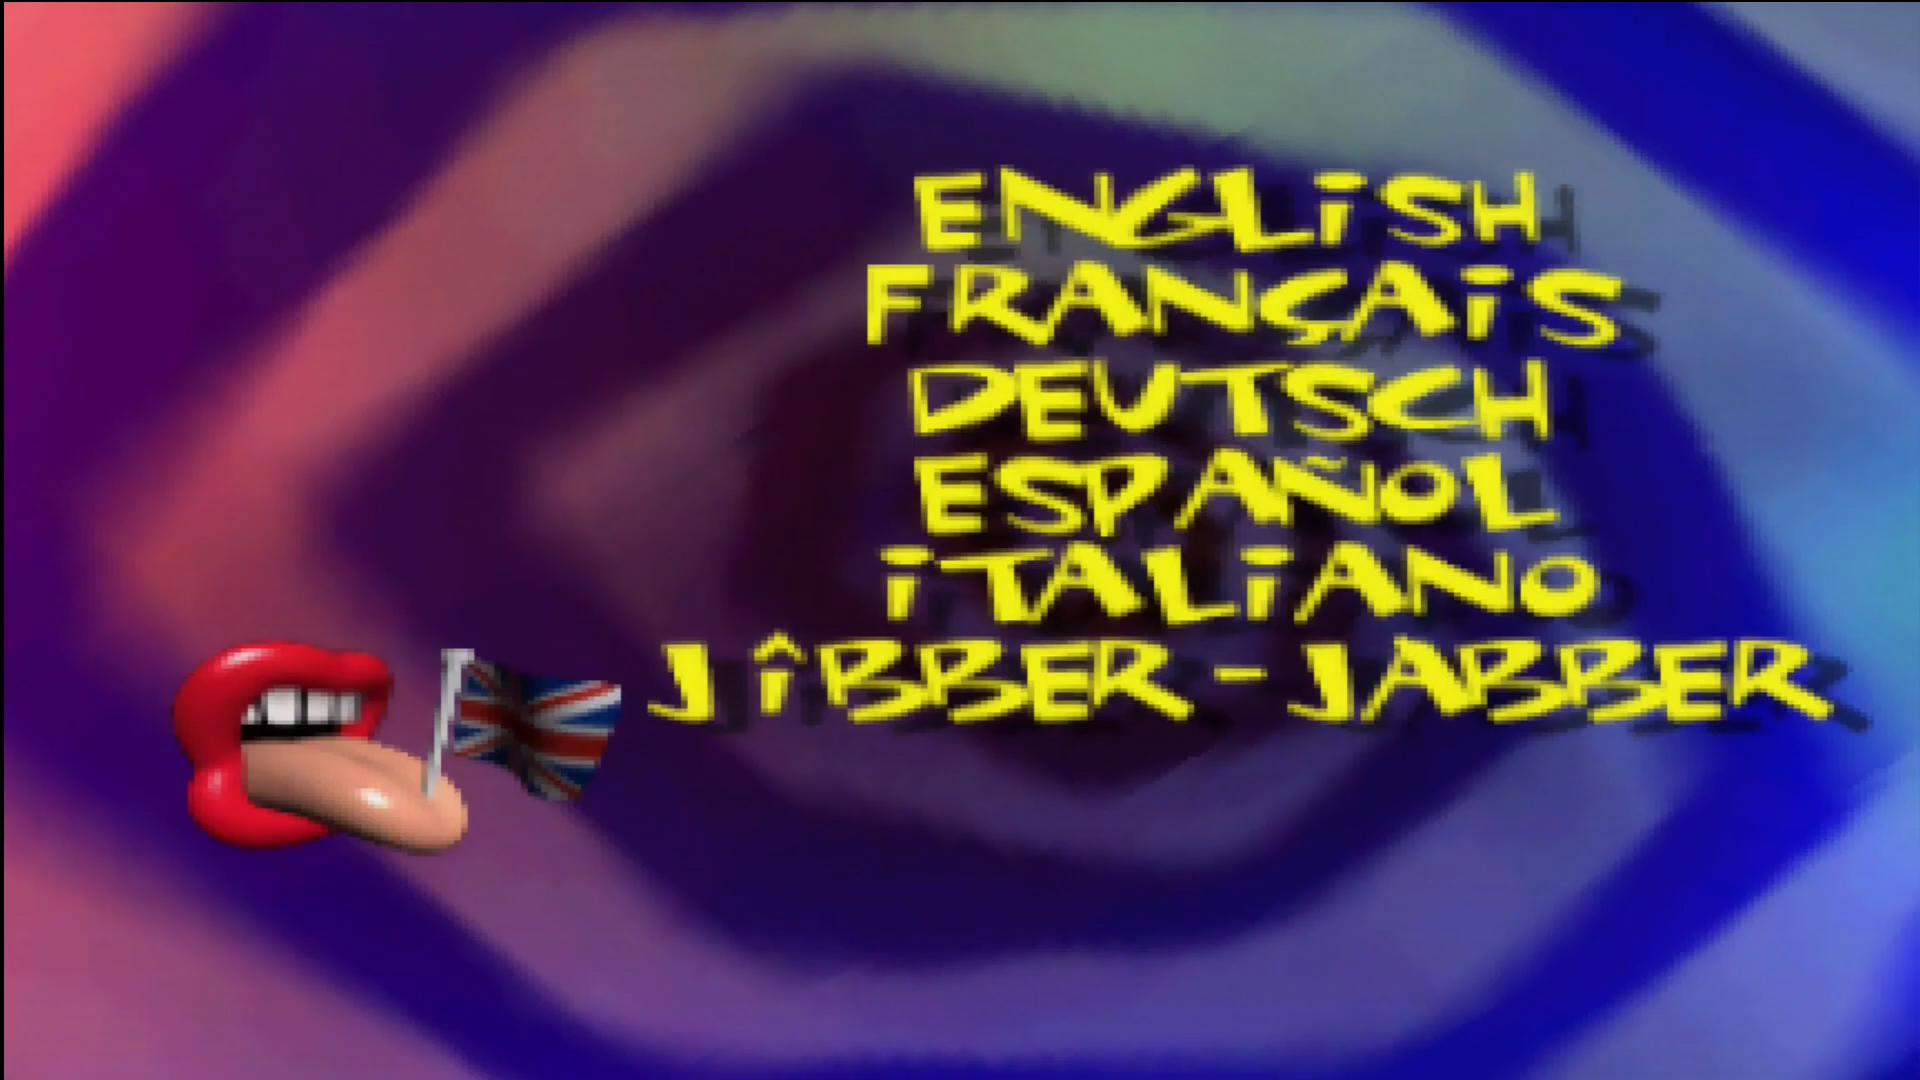 ENGLiSH
FRANÇAiS
DEUTSCH
ESPAÑOL
iTALiANO
JÎBBER-JABBER